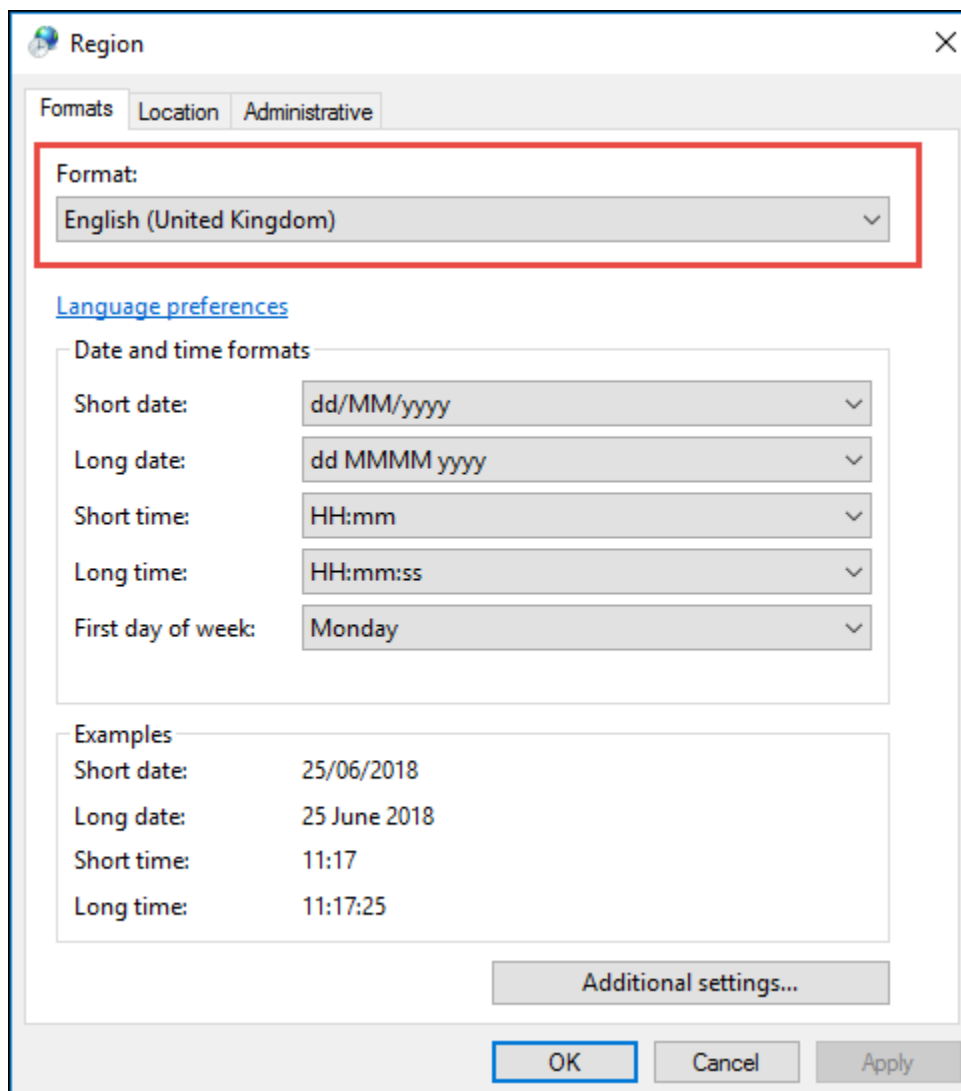 Region
Formats Location Administrative
Format:
English (United Kingdom)
Language preferences
Date and time formats
Short date: dd/MM/yyyy
Long date: dd MMMM yyyy
Short time: HH:mm
Long time: HH:mm:ss
First day of week: Monday
Examples
Short date: 25/06/2018
Long date: 25 June 2018
Short time: 11:17
Long time: 11:17:25
Additional settings...
OK Cancel Apply